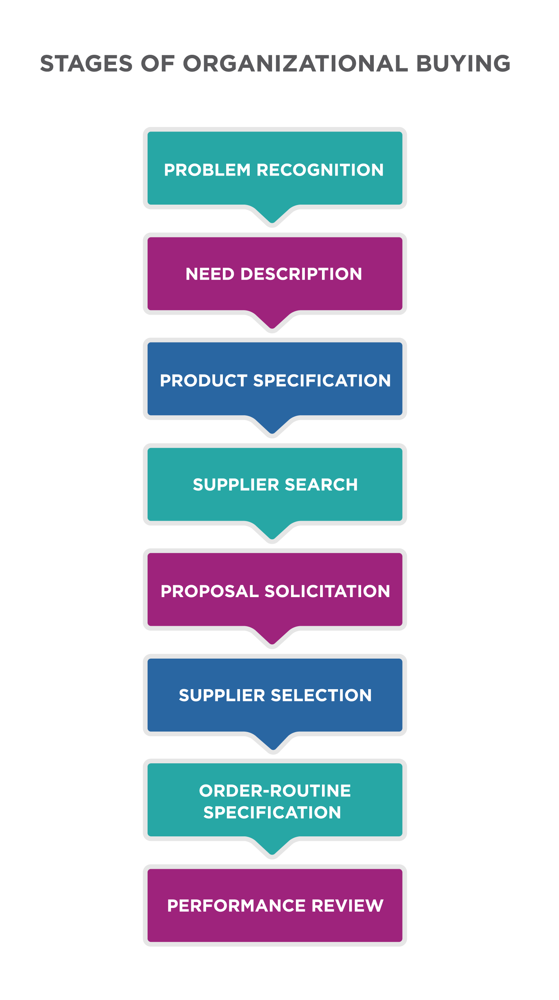 STAGES OF ORGANIZATIONAL BUYING
PROBLEM RECOGNITION
NEED DESCRIPTION
PRODUCT SPECIFICATION
SUPPLIER SEARCH
PROPOSAL SOLICITATION
SUPPLIER SELECTION
ORDER-ROUTINE
SPECIFICATION
PERFORMANCE REVIEW